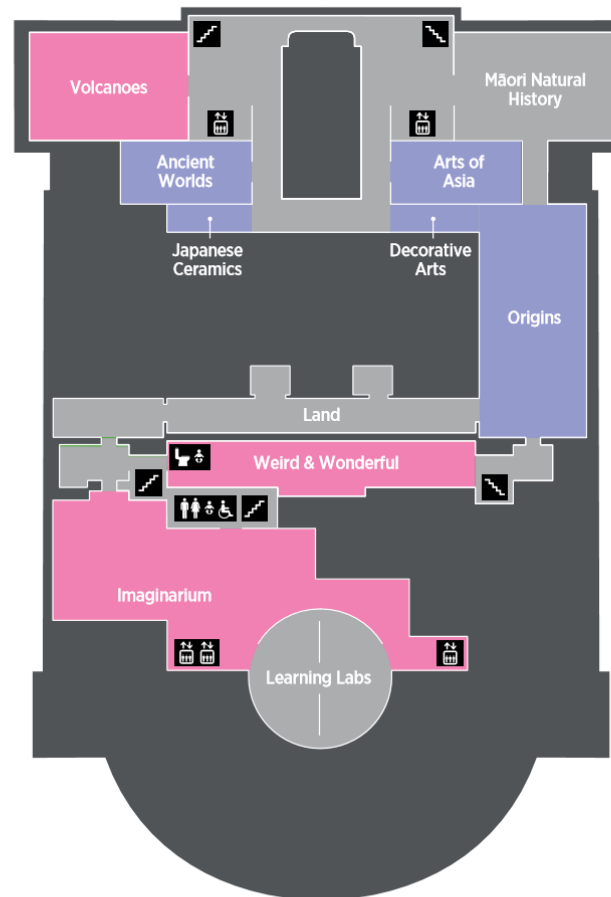 Volcanoes
Māori Natural
History
Ancient
Worlds
Arts of
Asia
Japanese
Ceramics
Decorative
Arts
Origins
Land
Weird & Wonderful
Imaginarium
Learning Labs